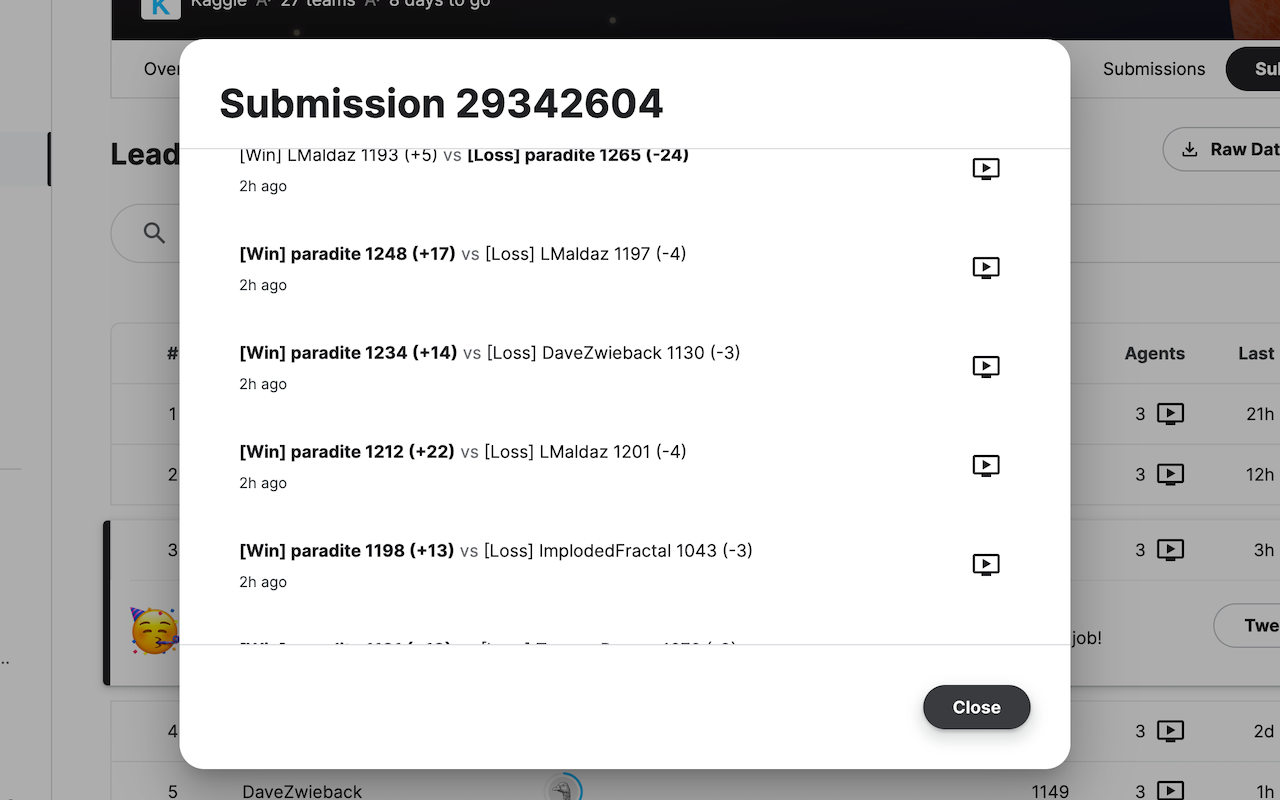 K Kaggle · 27 teams · 8 days to go
Submissions
Submission 29342604
[Win] LMaldaz 1193 (+5) vs [Loss] paradite 1265 (-24)
2h ago
Raw Dat
[Win] paradite 1248 (+17) vs [Loss] LMaldaz 1197 (-4)
2h ago
[Win] paradite 1234 (+14) vs [Loss] DaveZwieback 1130 (-3)
2h ago
# Agents Last
1 3 21h
[Win] paradite 1212 (+22) vs [Loss] LMaldaz 1201 (-4)
2h ago
2 3 12h
[Win] paradite 1198 (+13) vs [Loss] ImplodedFractal 1043 (-3)
2h ago
3 3 3h
job!
Twe
Close
4 3 2d
5 DaveZwieback 1149 3 1h